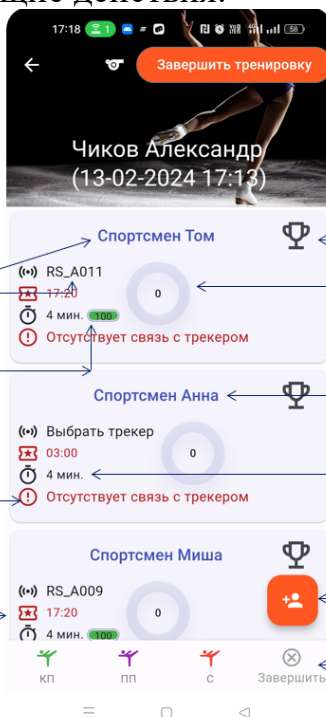 щие действия.
17:18 1 58
Завершить тренировку
Чиков Александр
(13-02-2024 17:13)
Спортсмен Том
RS_A011
17:20
0
4 мин. 100
Отсутствует связь с трекером
Спортсмен Анна
Выбрать трекер
03:00
0
4 мин.
Отсутствует связь с трекером
Спортсмен Миша
RS_A009
17:20
0
4 мин. 100
КП ПП С Завершить